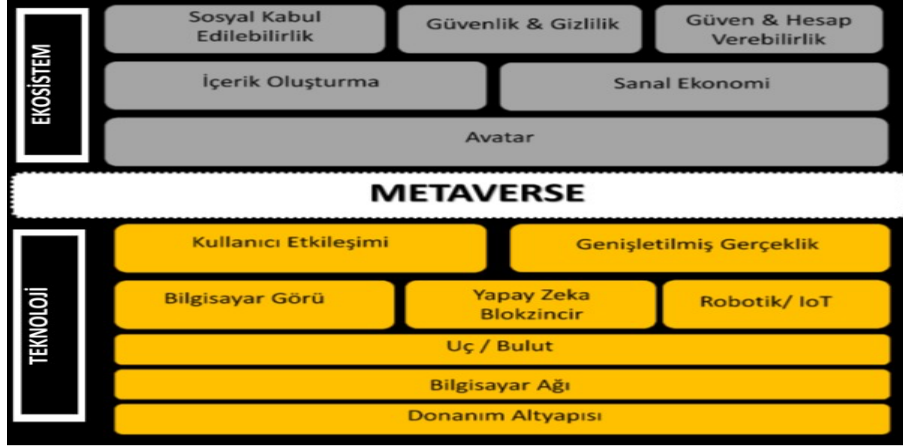 EKOSİSTEM
Sosyal Kabul
Edilebilirlik
Güvenlik & Gizlilik
Güven & Hesap
Verebilirlik
İçerik Oluşturma
Sanal Ekonomi
Avatar
METAVERSE
TEKNOLOJİ
Kullanıcı Etkileşimi
Genişletilmiş Gerçeklik
Bilgisayar Görü
Yapay Zeka
Blokzincir
Robotik/ IoT
Uç / Bulut
Bilgisayar Ağı
Donanım Altyapısı